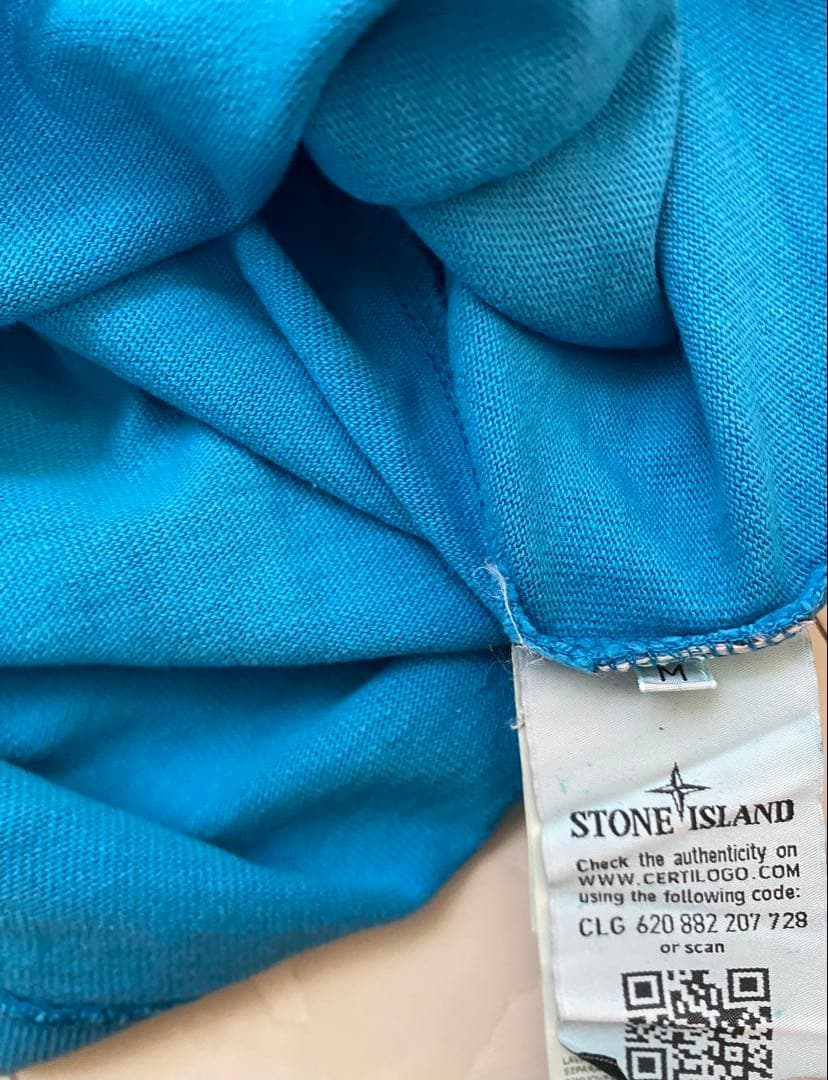 M
STONE ISLAND
Check the authenticity on
WWW.CERTILOGO.COM
using the following code:
CLG 620 882 207 728
or scan